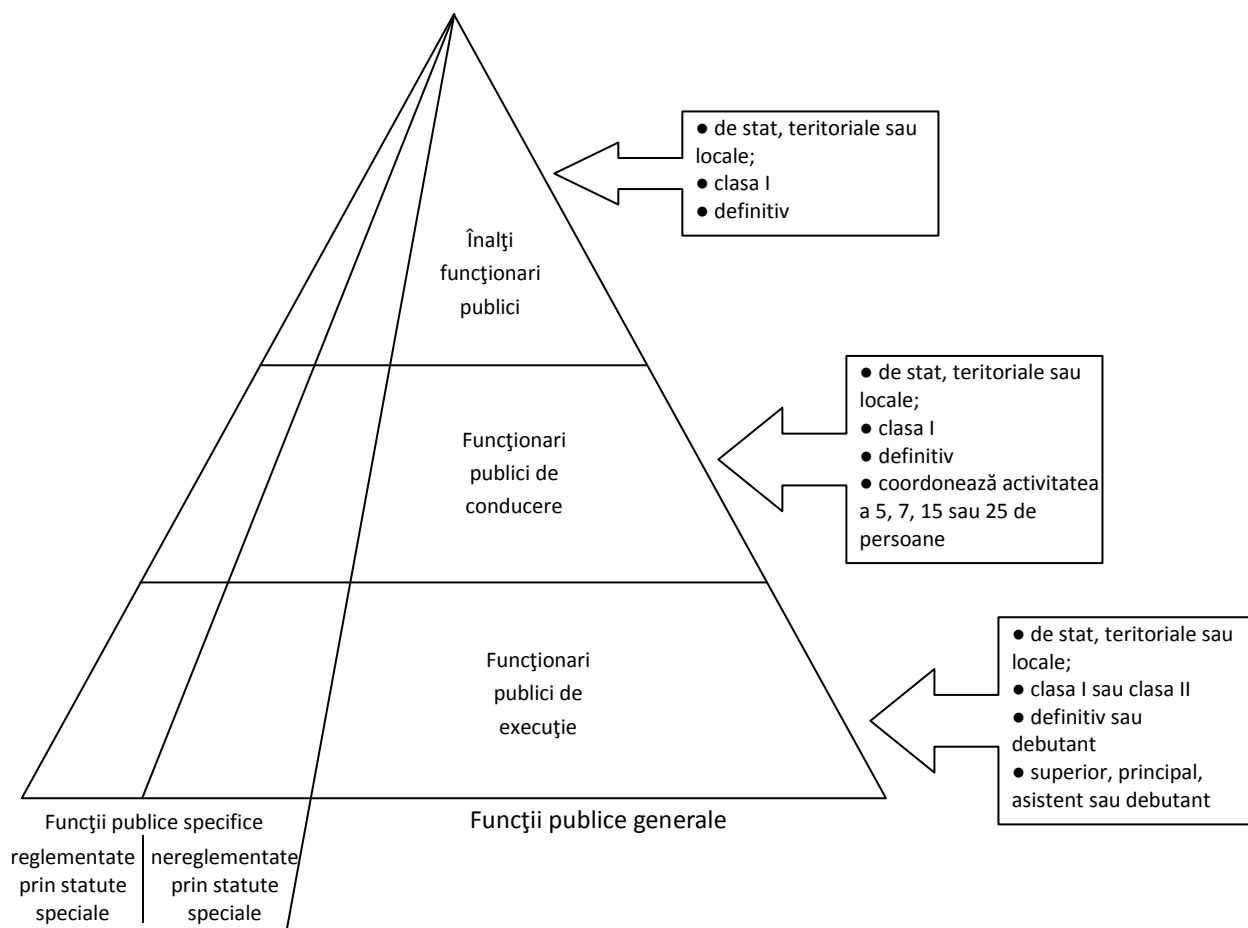 ● de stat, teritoriale sau
locale;
● clasa I
● definitiv
Înalţi
funcţionari
publici
● de stat, teritoriale sau
locale;
● clasa I
● definitiv
● coordonează activitatea
a 5, 7, 15 sau 25 de
persoane
Funcţionari
publici de
conducere
● de stat, teritoriale sau
locale;
● clasa I sau clasa II
● definitiv sau
debutant
● superior, principal,
asistent sau debutant
Funcţionari
publici de
execuţie
Funcţii publice specifice
Funcţii publice generale
reglementate
prin statute
speciale
nereglementate
prin statute
speciale